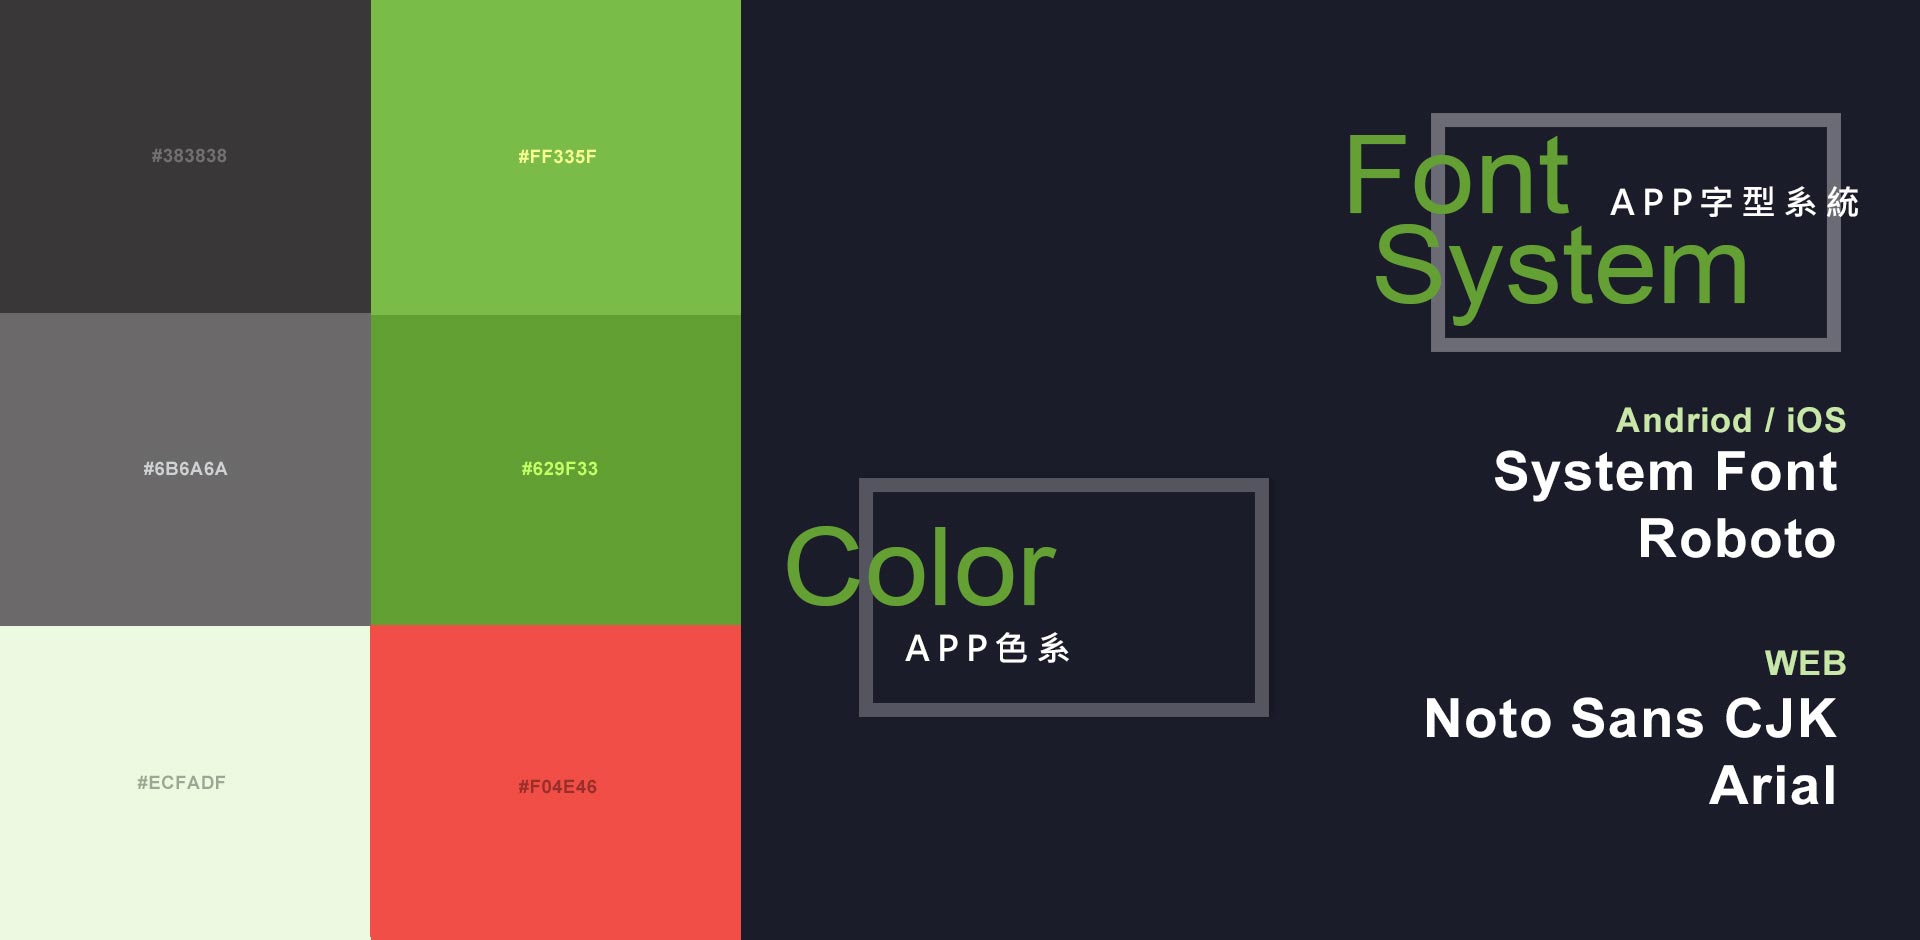 #383838
#FF335F
#6B6A6A
#629F33
#ECFADF
#F04E46
Color
APP色系
Font
APP字型系統
System
Andriod / iOS
System Font
Roboto
WEB
Noto Sans CJK
Arial